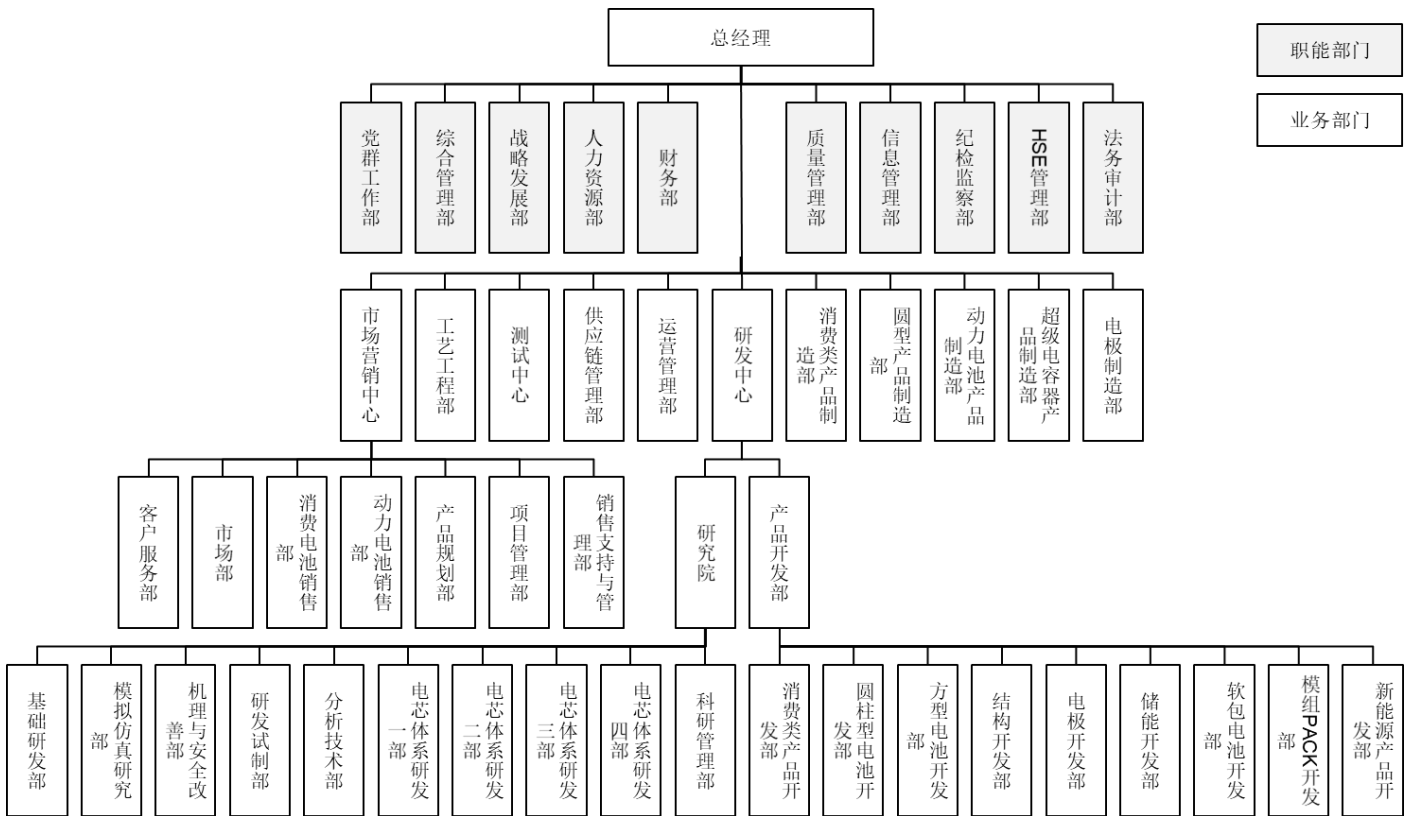 总经理
职能部门
业务部门
党群工作部
综合管理部
战略发展部
人力资源部
财务部
质量管理部
信息管理部
纪检监察部
HSE管理部
法务审计部
市场营销中心
工艺工程部
测试中心
供应链管理部
运营管理部
研发中心
消费类产品制
造部
圆型产品制造
部
动力电池产品
制造部
超级电容器产
品制造部
电极制造部
客户服务部
市场部
消费电池销售
部
动力电池销售
部
产品规划部
项目管理部
销售支持与管
理部
研究院
产品开发部
基础研发部
模拟仿真研究
部
机理与安全改
善部
研发试制部
分析技术部
电芯体系研发
一部
电芯体系研发
二部
电芯体系研发
三部
电芯体系研发
四部
科研管理部
消费类产品开
发部
圆柱型电池开
发部
方型电池开发
部
结构开发部
电极开发部
储能开发部
软包电池开发
部
模组PACK开发
部
新能源产品开
发部